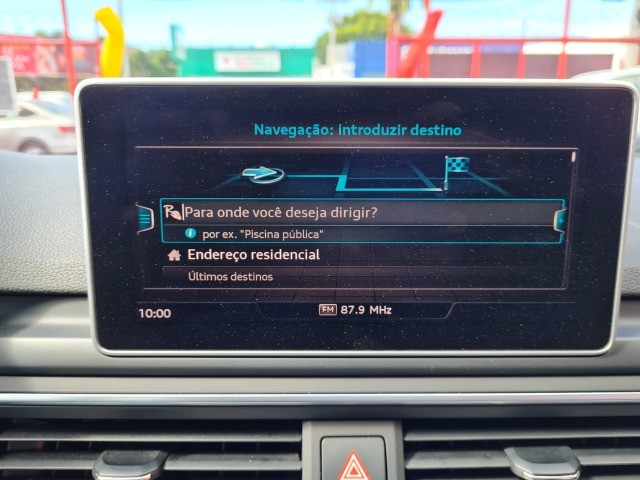 Navegação: introduzir destino
Para onde você deseja dirigir?
por ex. "Piscina pública"
Endereço residencial
Últimos destinos
10:00
FM 87.9 MHz